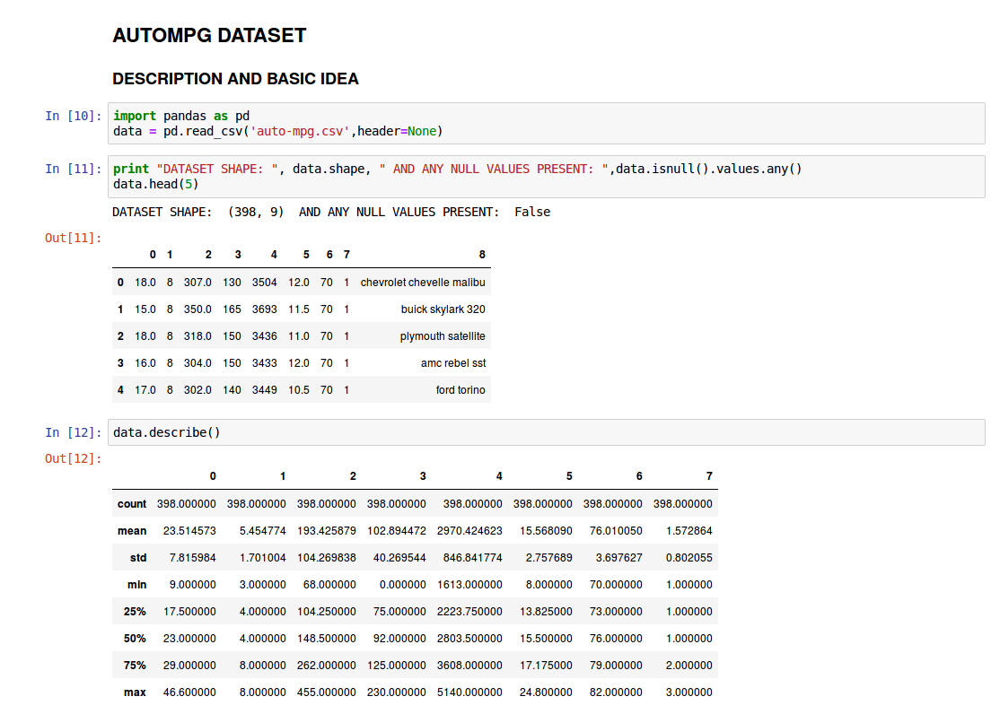 AUTOMPG DATASET
DESCRIPTION AND BASIC IDEA
In [10]: import pandas as pd
data = pd.read_csv('auto-mpg.csv',header=None)
In [11]: print "DATASET SHAPE: ", data.shape, " AND ANY NULL VALUES PRESENT: ",data.isnull().values.any()
data.head(5)
DATASET SHAPE:  (398, 9)  AND ANY NULL VALUES PRESENT:  False
Out[11]:
0 1 2 3 4 5 6 7 8
0 18.0 8 307.0 130 3504 12.0 70 1 chevrolet chevelle malibu
1 15.0 8 350.0 165 3693 11.5 70 1 buick skylark 320
2 18.0 8 318.0 150 3436 11.0 70 1 plymouth satellite
3 16.0 8 304.0 150 3433 12.0 70 1 amc rebel sst
4 17.0 8 302.0 140 3449 10.5 70 1 ford torino
In [12]: data.describe()
Out[12]:
0 1 2 3 4 5 6 7
count 398.000000 398.000000 398.000000 398.000000 398.000000 398.000000 398.000000 398.000000
mean 23.514573 5.454774 193.425879 102.894472 2970.424623 15.568090 76.010050 1.572864
std 7.815984 1.701004 104.269838 40.269544 846.841774 2.757689 3.697627 0.802055
min 9.000000 3.000000 68.000000 0.000000 1613.000000 8.000000 70.000000 1.000000
25% 17.500000 4.000000 104.250000 75.000000 2223.750000 13.825000 73.000000 1.000000
50% 23.000000 4.000000 148.500000 92.000000 2803.500000 15.500000 76.000000 1.000000
75% 29.000000 8.000000 262.000000 125.000000 3608.000000 17.175000 79.000000 2.000000
max 46.600000 8.000000 455.000000 230.000000 5140.000000 24.800000 82.000000 3.000000